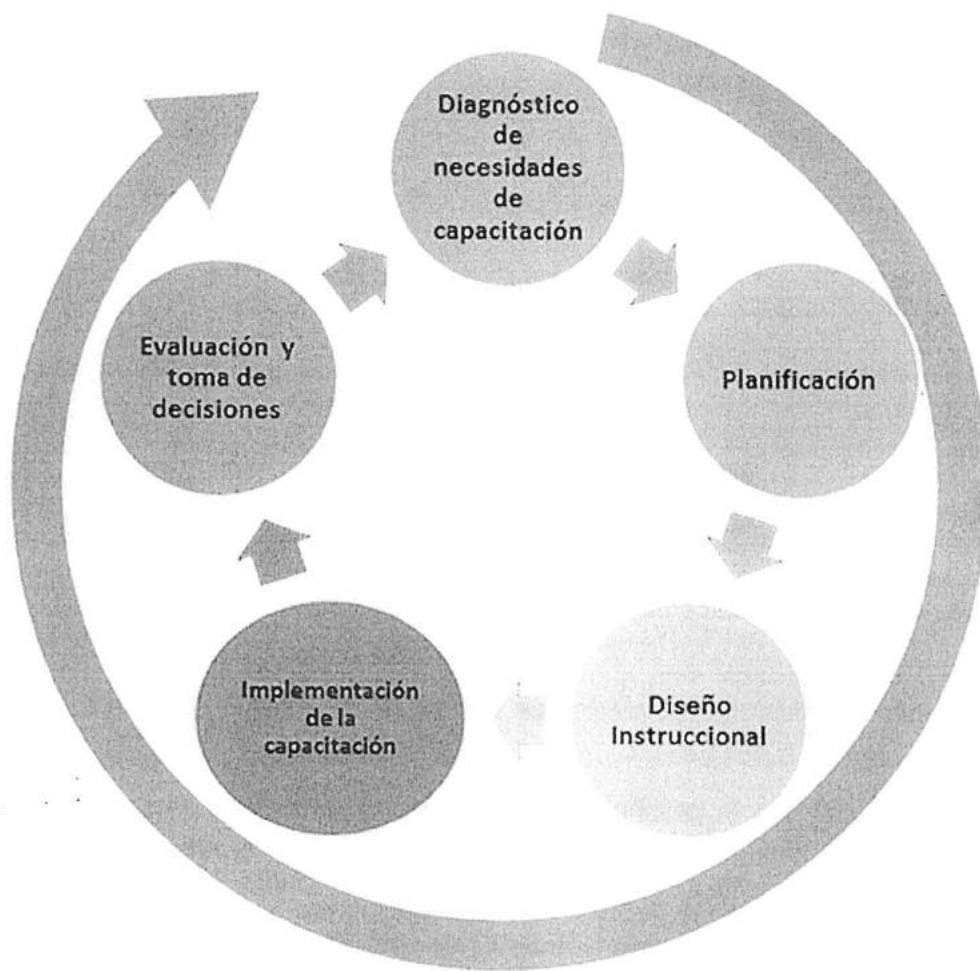 Diagnóstico
de
necesidades
de
capacitación
Planificación
Diseño
Instruccional
Implementación
de la
capacitación
Evaluación y
toma de
decisiones